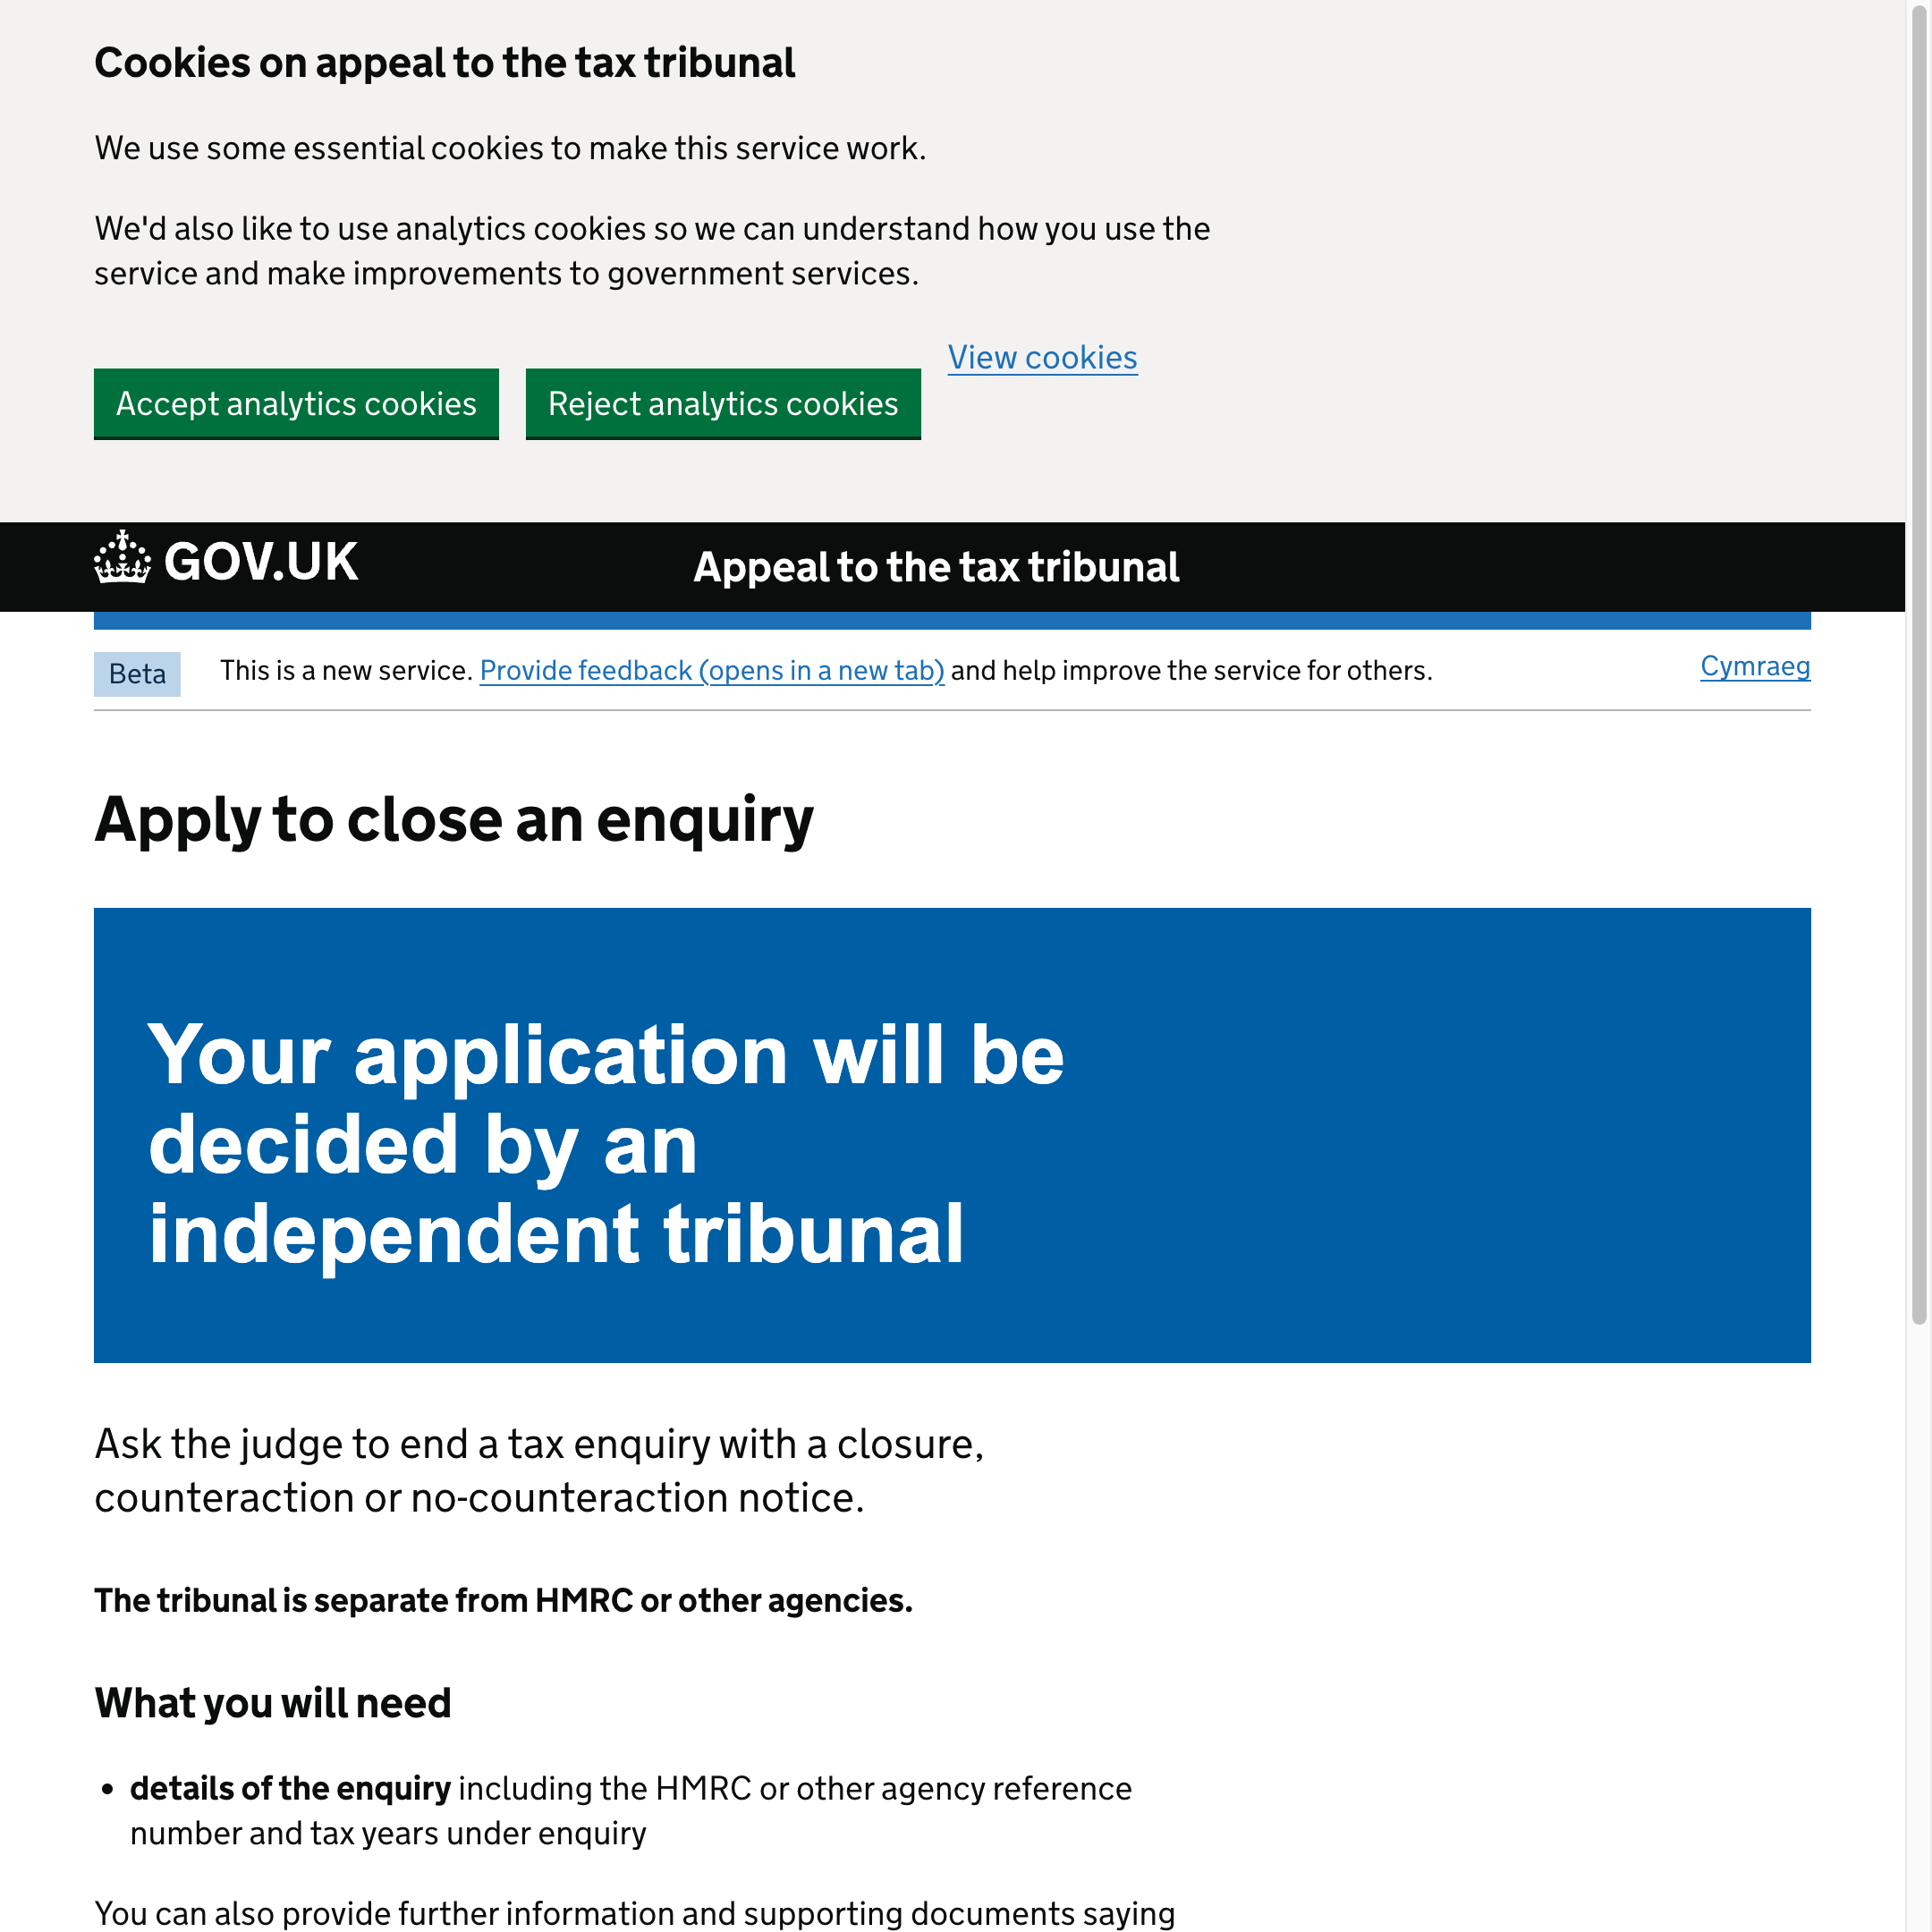 Cookies on appeal to the tax tribunal
We use some essential cookies to make this service work.
We'd also like to use analytics cookies so we can understand how you use the
service and make improvements to government services.
View cookies
Accept analytics cookies
Reject analytics cookies
GOV.UK
Appeal to the tax tribunal
Beta
This is a new service. Provide feedback (opens in a new tab) and help improve the service for others.
Cymraeg
Apply to close an enquiry
Your application will be
decided by an
independent tribunal
Ask the judge to end a tax enquiry with a closure,
counteraction or no-counteraction notice.
The tribunal is separate from HMRC or other agencies.
What you will need
• details of the enquiry including the HMRC or other agency reference
number and tax years under enquiry
You can also provide further information and supporting documents saying